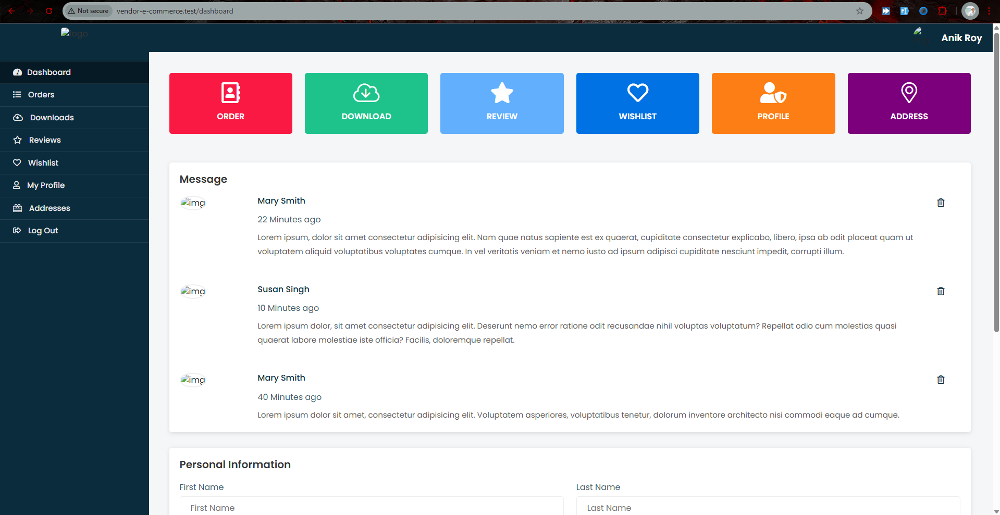 Not secure vendor-e-commerce.test/dashboard
logo
Anik Roy
Dashboard
Orders
Downloads
Reviews
Wishlist
My Profile
Addresses
Log Out
ORDER
DOWNLOAD
REVIEW
WISHLIST
PROFILE
ADDRESS
Message
img
Mary Smith
22 Minutes ago
Lorem ipsum, dolor sit amet consectetur adipisicing elit. Nam quae natus sapiente est ex quaerat, cupiditate consectetur explicabo, libero, ipsa ab odit placeat quam ut
voluptatem aliquid voluptatibus voluptates cumque. In vel veritatis veniam et nemo iusto ad ipsum adipisci cupiditate nesciunt impedit, corrupti illum.
img
Susan Singh
10 Minutes ago
Lorem ipsum dolor, sit amet consectetur adipisicing elit. Deserunt nemo error ratione odit recusandae nihil voluptas voluptatum? Repellat odio cum molestias quasi
quaerat labore molestiae iste officia? Facilis, doloremque repellat.
img
Mary Smith
40 Minutes ago
Lorem ipsum dolor sit amet, consectetur adipisicing elit. Voluptatem asperiores, voluptatibus tenetur, dolorum inventore architecto nisi commodi eaque ad cumque.
Personal Information
First Name
Last Name
First Name
Last Name